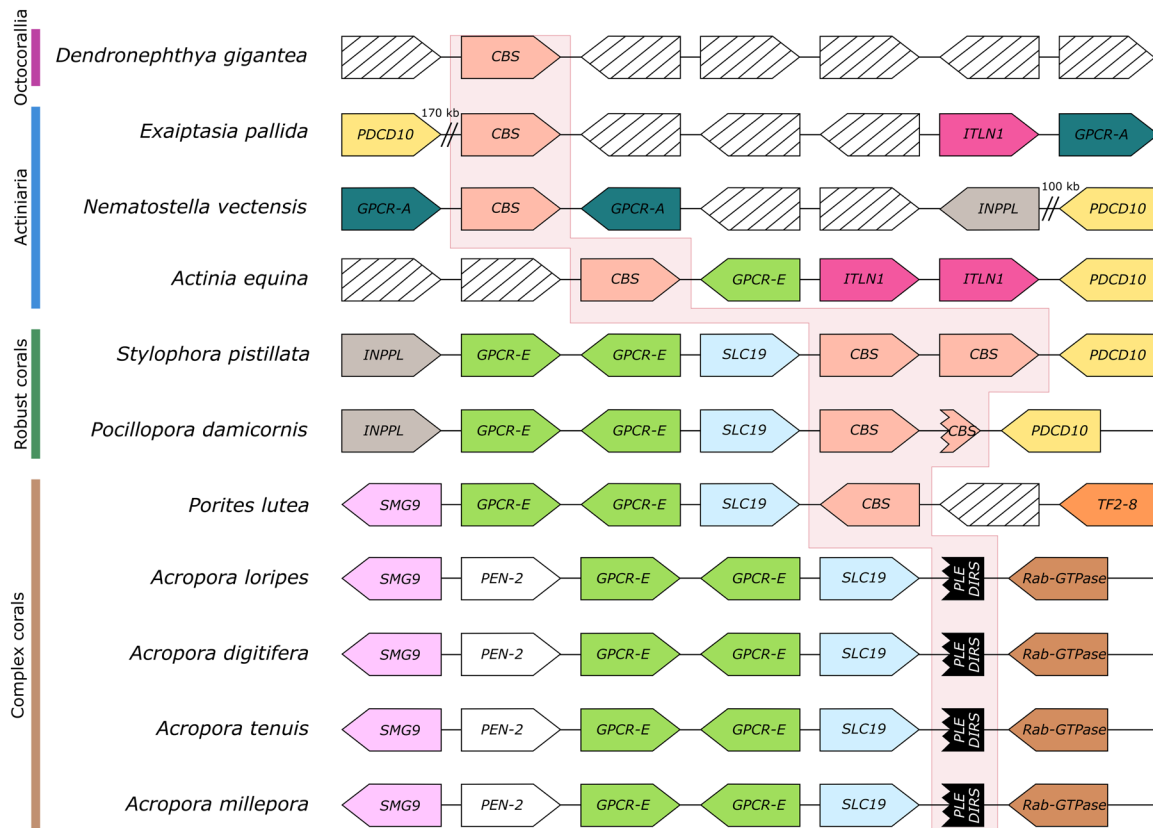 Octocorallia
Dendronephthya gigantea
CBS
Actiniaria
Exaiptasia pallida
PDCD10
170 kb
CBS
ITLN1
GPCR-A
Nematostella vectensis
GPCR-A
CBS
GPCR-A
INPPL
100 kb
PDCD10
Actinia equina
CBS
GPCR-E
ITLN1
ITLN1
PDCD10
Robust corals
Stylophora pistillata
INPPL
GPCR-E
GPCR-E
SLC19
CBS
CBS
PDCD10
Pocillopora damicornis
INPPL
GPCR-E
GPCR-E
SLC19
CBS
CBS
PDCD10
Complex corals
Porites lutea
SMG9
GPCR-E
GPCR-E
SLC19
CBS
TF2-8
Acropora loripes
SMG9
PEN-2
GPCR-E
GPCR-E
SLC19
PLE
DIRS
Rab-GTPase
Acropora digitifera
SMG9
PEN-2
GPCR-E
GPCR-E
SLC19
PLE
DIRS
Rab-GTPase
Acropora tenuis
SMG9
PEN-2
GPCR-E
GPCR-E
SLC19
PLE
DIRS
Rab-GTPase
Acropora millepora
SMG9
PEN-2
GPCR-E
GPCR-E
SLC19
PLE
DIRS
Rab-GTPase